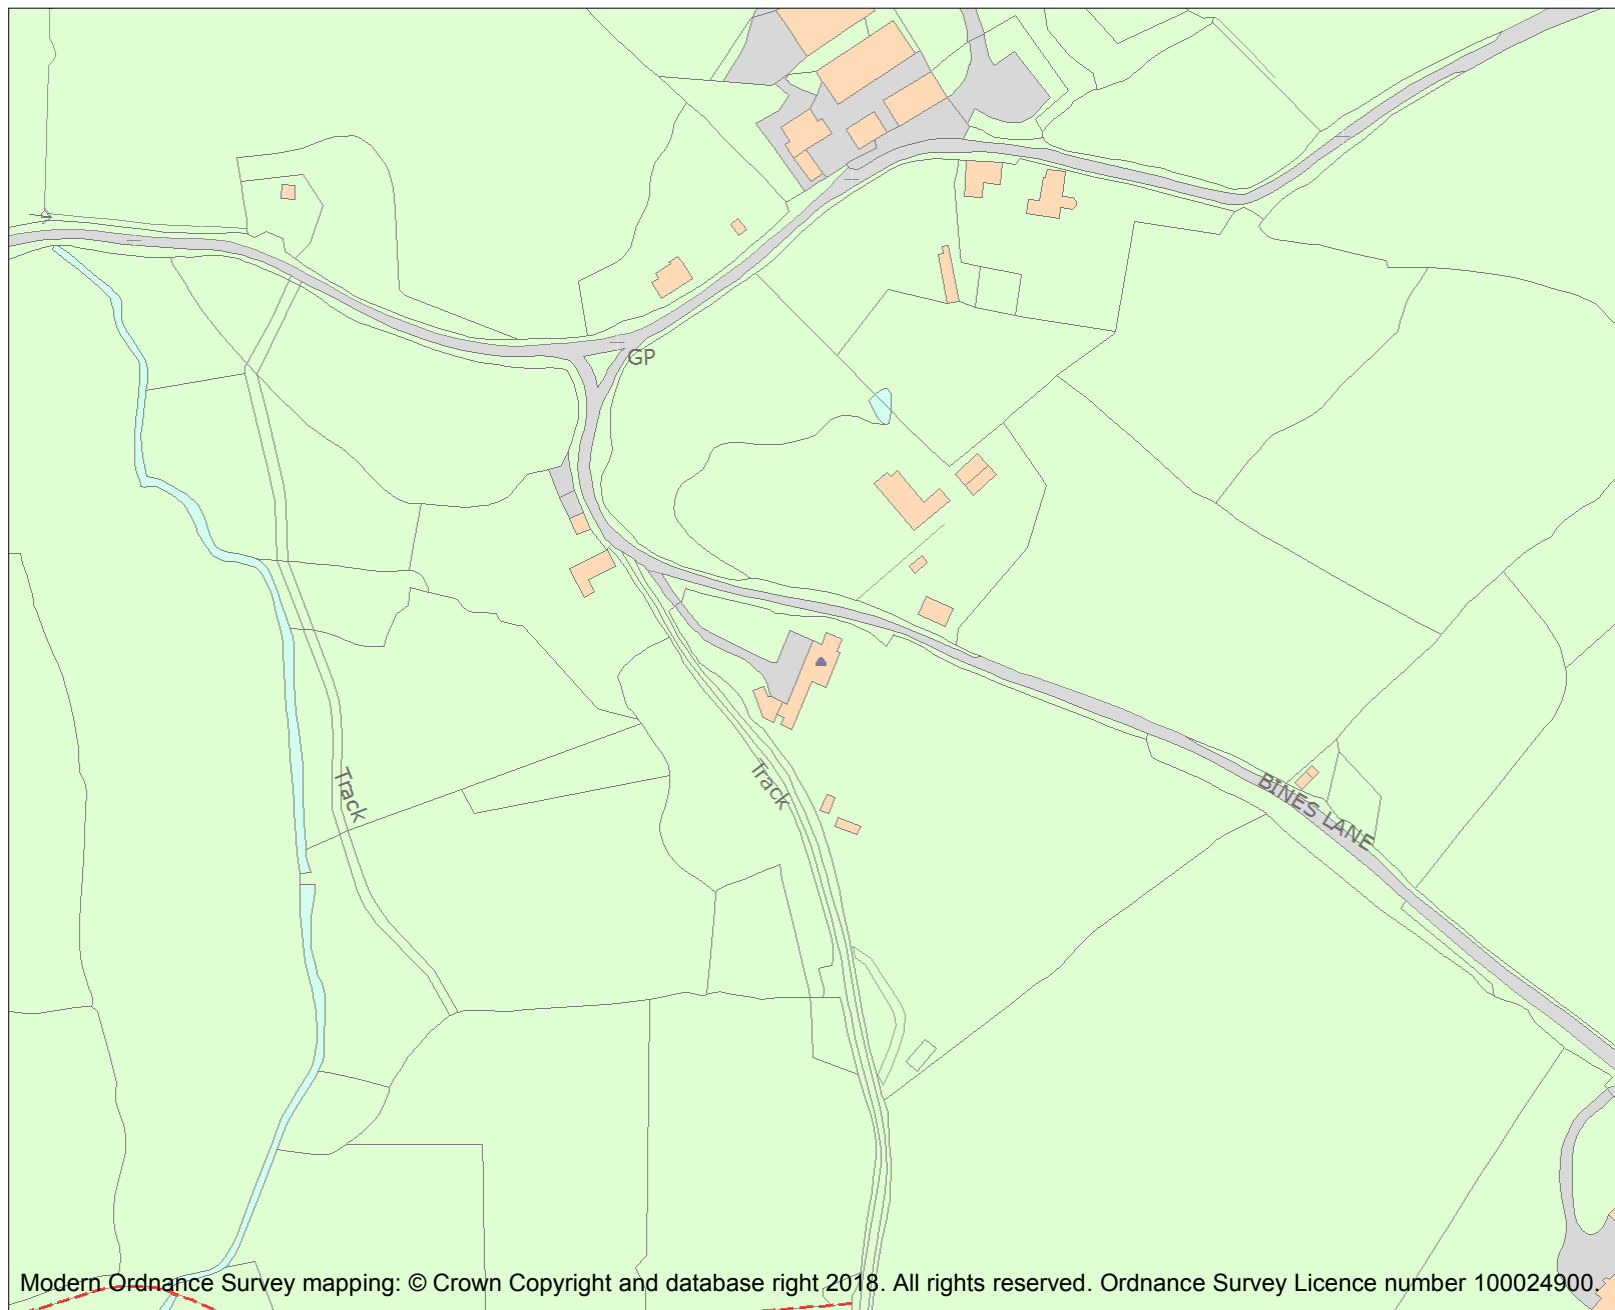 GP
Track
Track
BINES LANE
Modern Ordnance Survey mapping: © Crown Copyright and database right 2018. All rights reserved. Ordnance Survey Licence number 100024900.